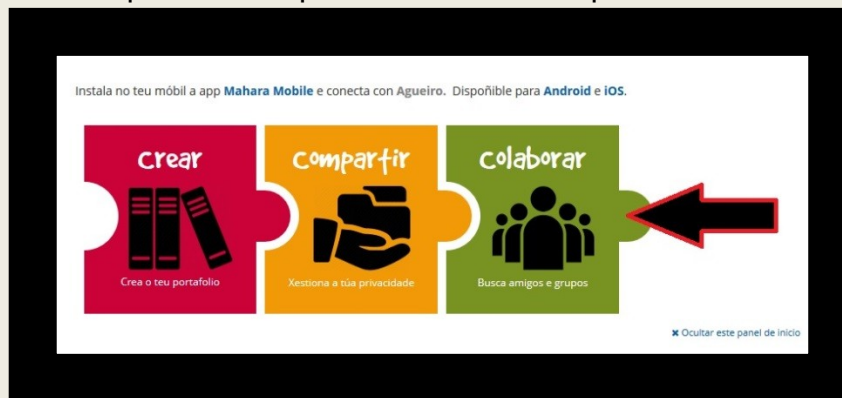 Instala no teu móbil a app Mahara Mobile e conecta con Agueiro. Dispoñible para Android e iOS.
crear
compartir
colaborar
Crea o teu portafolio
Xestiona a túa privacidade
Busca amigos e grupos
✖ Ocultar este panel de inicio